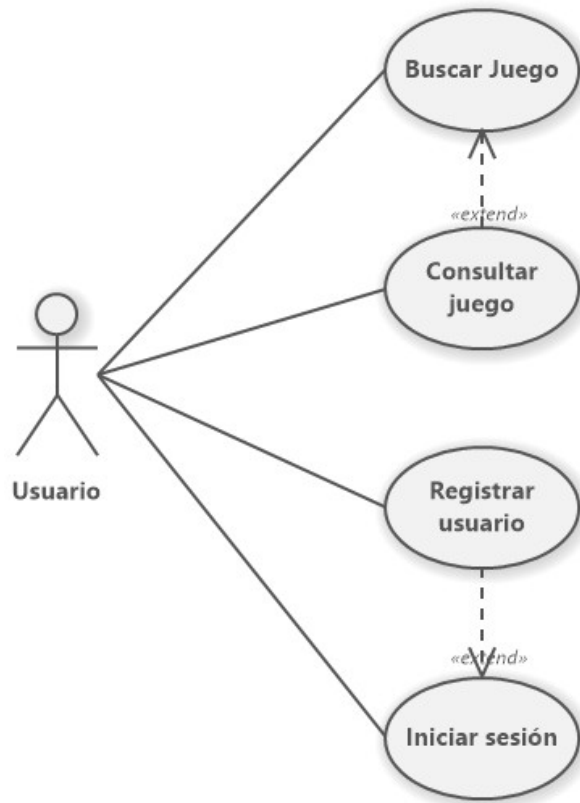 Buscar Juego
«extend»
Consultar
juego
Usuario
Registrar
usuario
«extend»
Iniciar sesión